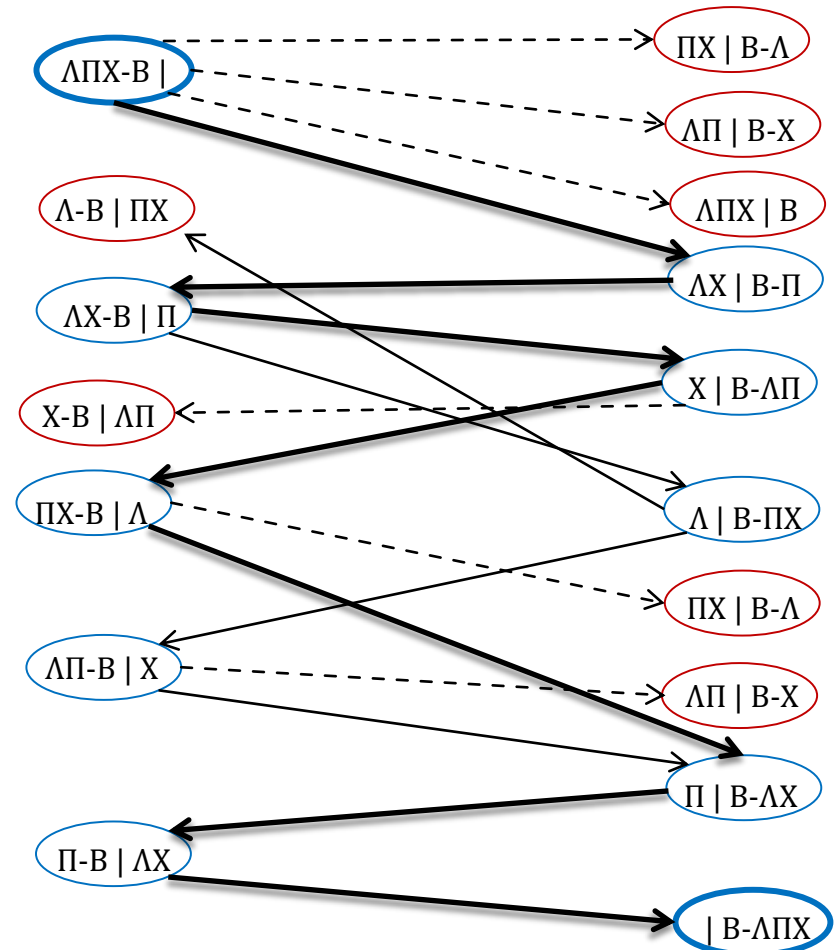 ΠΧ | Β-Λ
ΛΠΧ-Β |
ΛΠ | Β-Χ
Λ-Β | ΠΧ
ΛΠΧ | Β
ΛΧ | Β-Π
ΛΧ-Β | Π
Χ | Β-ΛΠ
Χ-Β | ΛΠ
ΠΧ-Β | Λ
Λ | Β-ΠΧ
ΠΧ | Β-Λ
ΛΠ-Β | Χ
ΛΠ | Β-Χ
Π | Β-ΛΧ
Π-Β | ΛΧ
| Β-ΛΠΧ